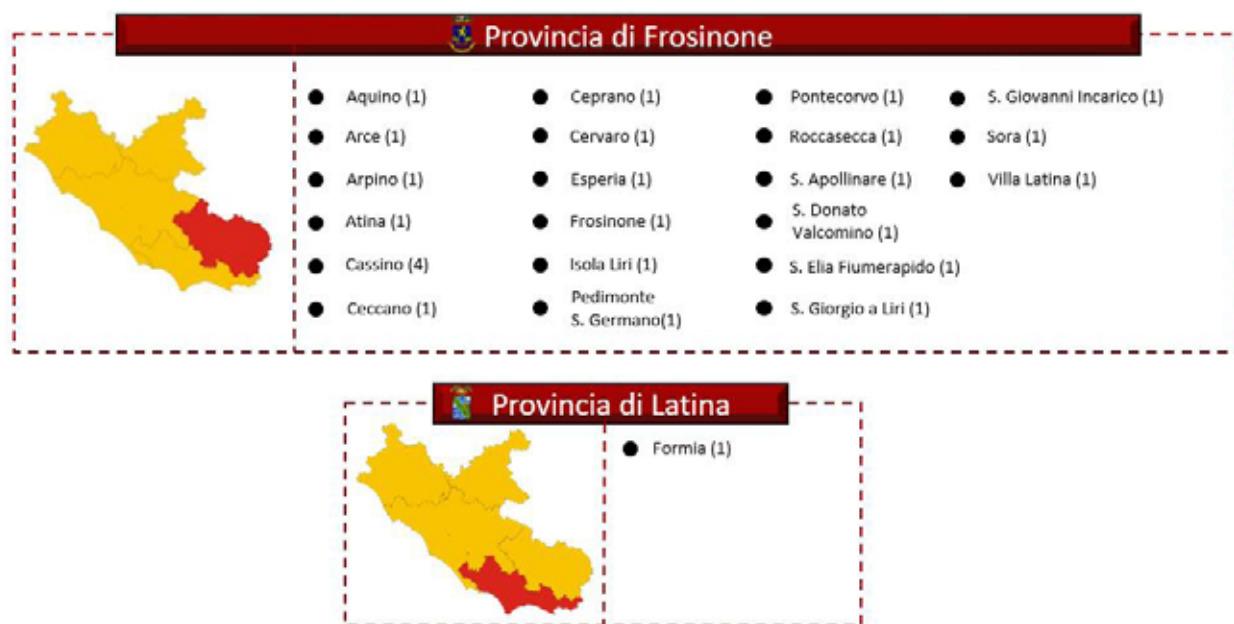 Provincia di Frosinone
Aquino (1)
Arce (1)
Arpino (1)
Atina (1)
Cassino (4)
Ceccano (1)
Ceprano (1)
Cervaro (1)
Esperia (1)
Frosinone (1)
Isola Liri (1)
Pedimonte
S. Germano(1)
Pontecorvo (1)
Roccasecca (1)
S. Apollinare (1)
S. Donato
Valcomino (1)
S. Elia Fiumerapido (1)
S. Giorgio a Liri (1)
S. Giovanni Incarico (1)
Sora (1)
Villa Latina (1)
Provincia di Latina
Formia (1)